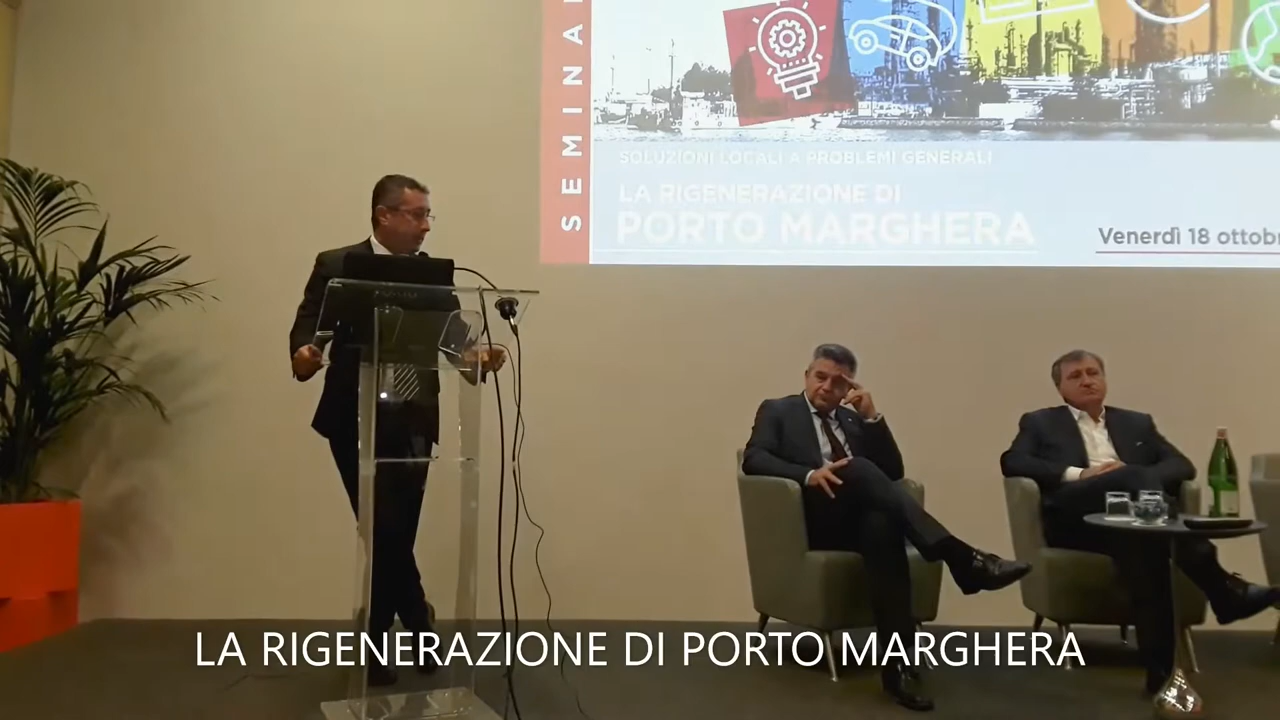 SEMINA
SOLUZIONI LOCALI A PROBLEMI GENERALI
LA RIGENERAZIONE DI
PORTO MARGHERA
Venerdì 18 ottobr
LA RIGENERAZIONE DI PORTO MARGHERA